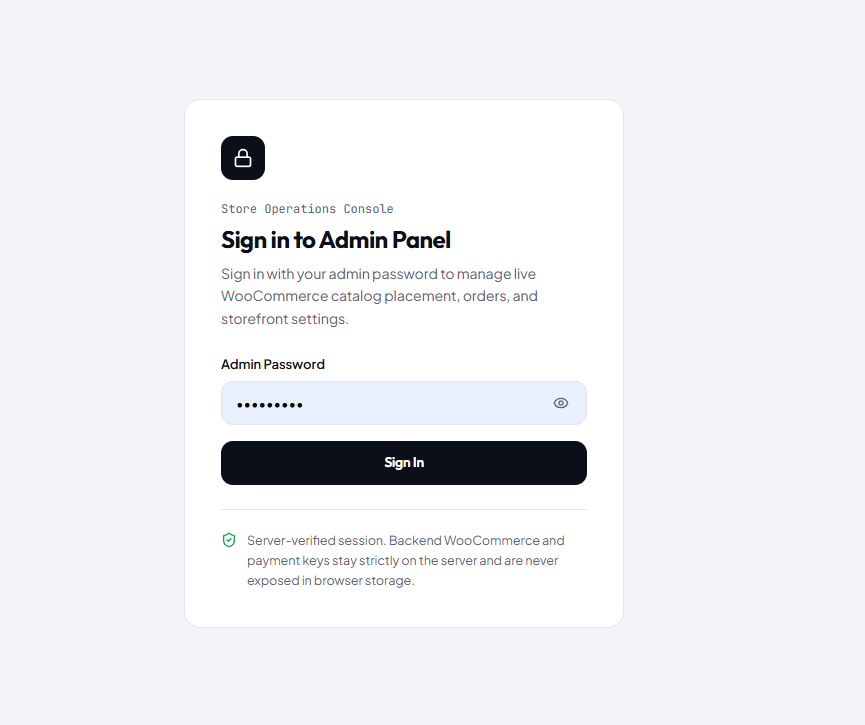 Store Operations Console
Sign in to Admin Panel
Sign in with your admin password to manage live
WooCommerce catalog placement, orders, and
storefront settings.
Admin Password
•••••••••
Sign In
Server-verified session. Backend WooCommerce and
payment keys stay strictly on the server and are never
exposed in browser storage.